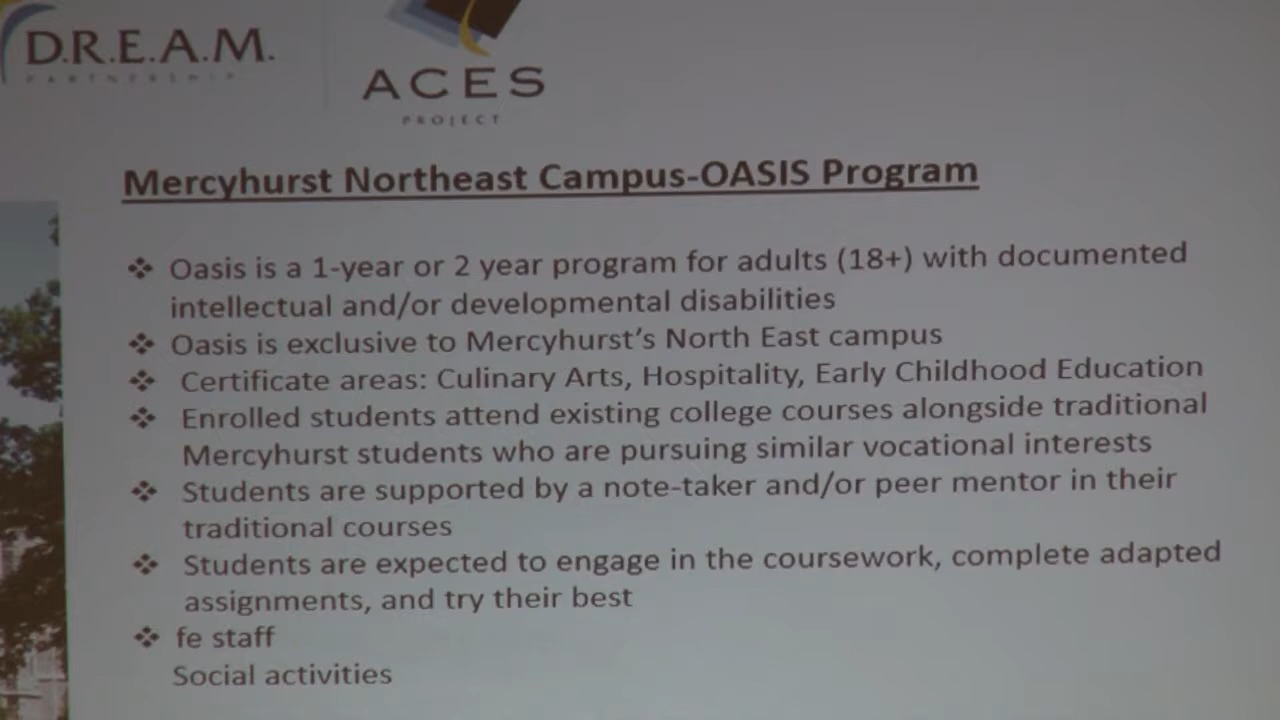 D.R.E.A.M.
PARTNERSHIP
ACES
PROJECT
Mercyhurst Northeast Campus-OASIS Program
❖ Oasis is a 1-year or 2 year program for adults (18+) with documented
intellectual and/or developmental disabilities
❖ Oasis is exclusive to Mercyhurst’s North East campus
❖ Certificate areas: Culinary Arts, Hospitality, Early Childhood Education
❖ Enrolled students attend existing college courses alongside traditional
Mercyhurst students who are pursuing similar vocational interests
❖ Students are supported by a note-taker and/or peer mentor in their
traditional courses
❖ Students are expected to engage in the coursework, complete adapted
assignments, and try their best
❖ fe staff
Social activities